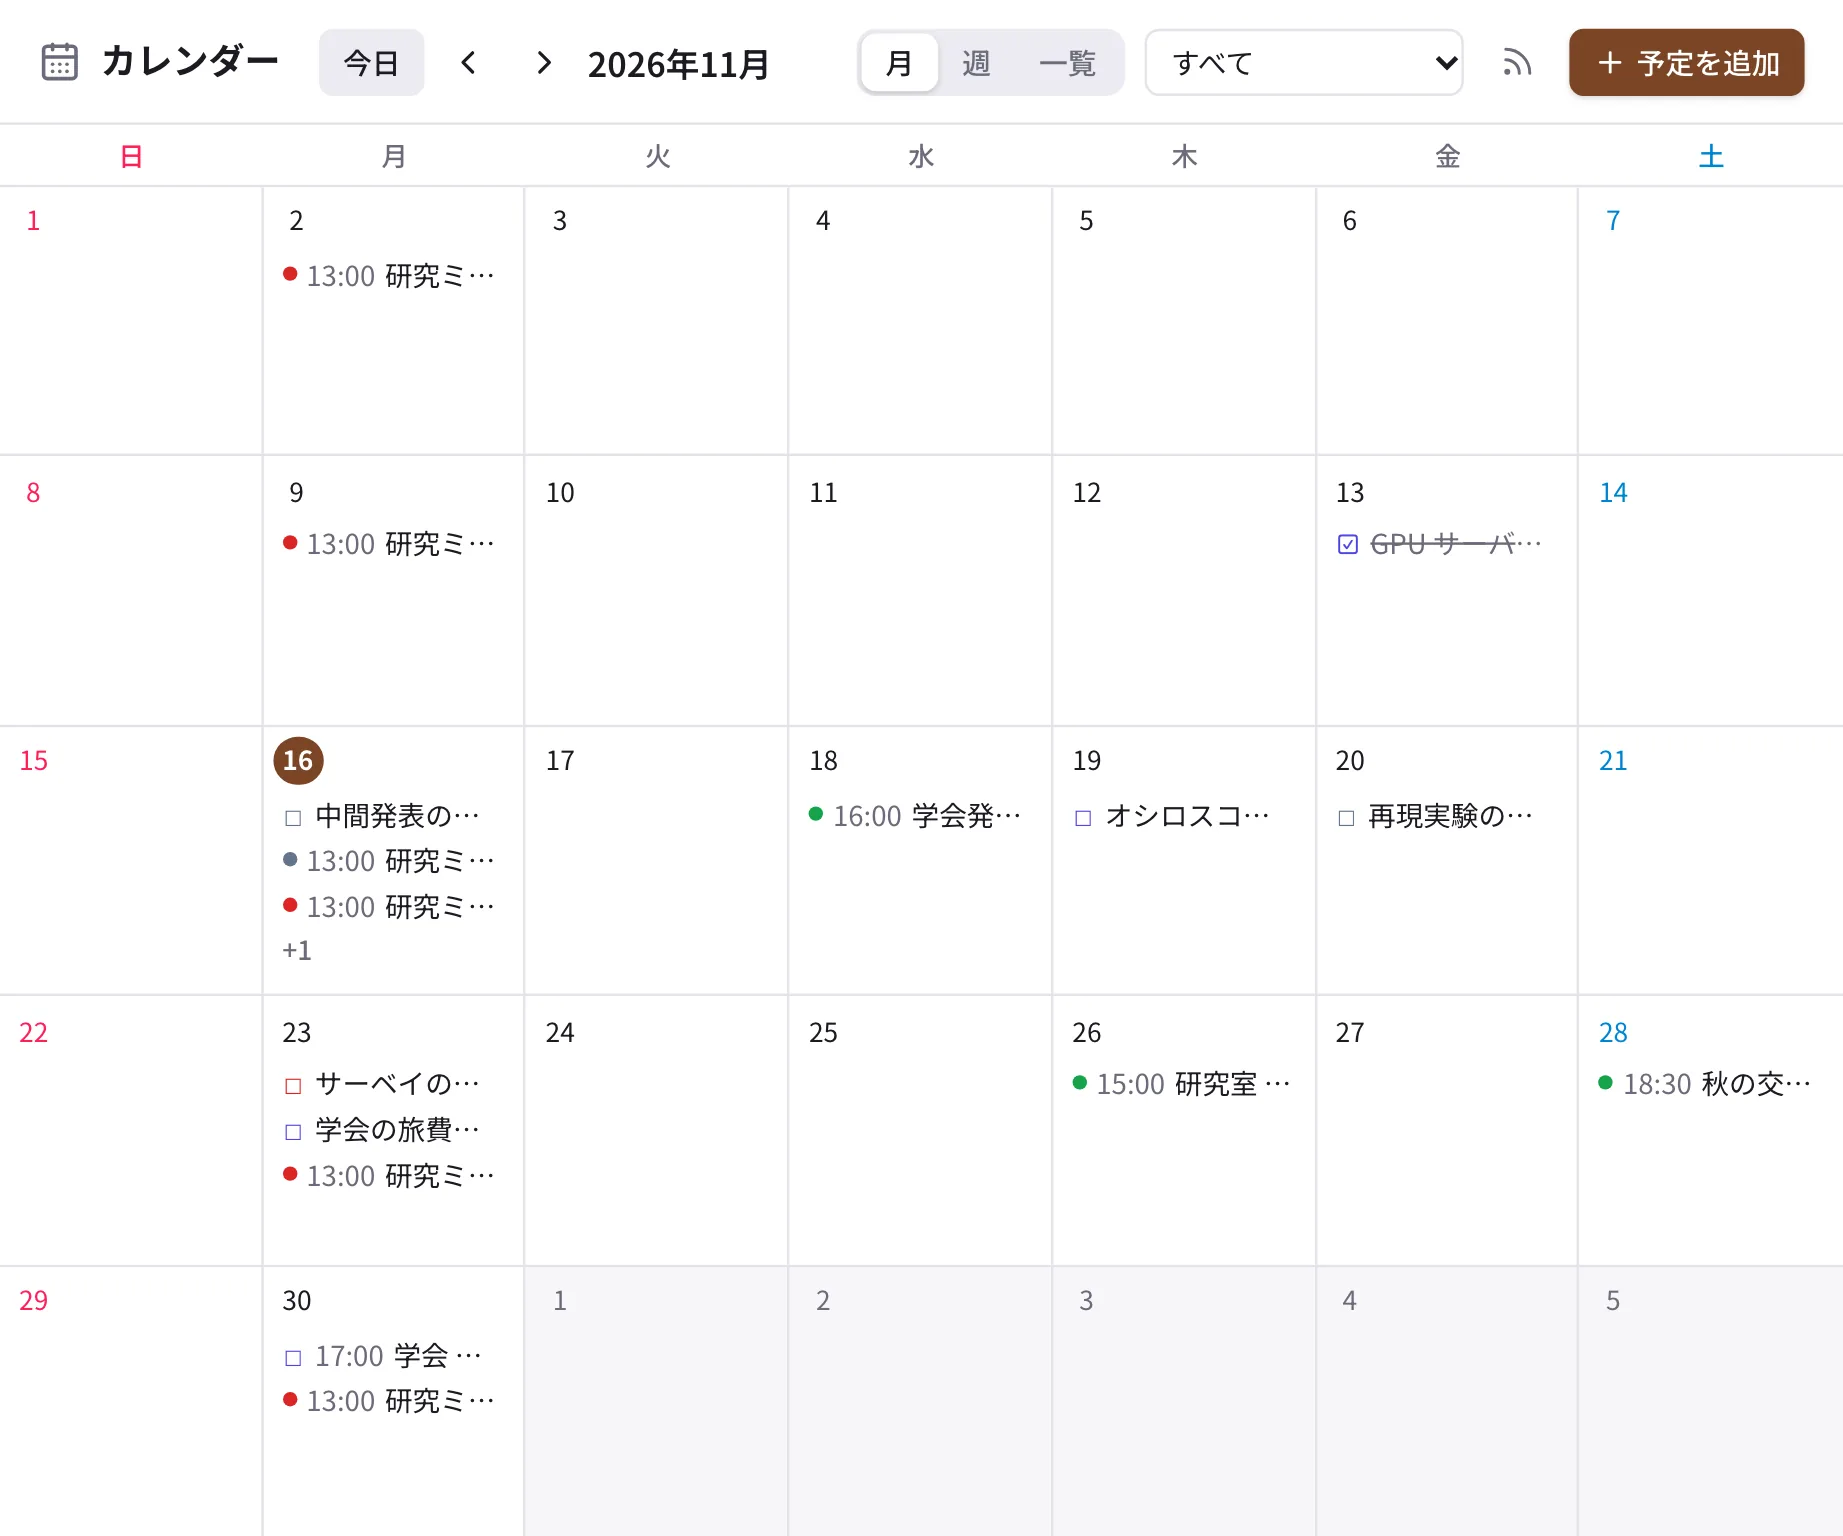 カレンダー 今日 2026年11月 月 週 一覧 すべて 予定を追加
日 月 火 水 木 金 土
1 2 3 4 5 6 7
13:00 研究ミ…
8 9 10 11 12 13 14
13:00 研究ミ… GPU サーバ…
15 16 17 18 19 20 21
中間発表の… 16:00 学会発… オシロスコ… 再現実験の…
13:00 研究ミ…
13:00 研究ミ…
+1
22 23 24 25 26 27 28
サーベイの… 15:00 研究室 … 18:30 秋の交…
学会の旅費…
13:00 研究ミ…
29 30 1 2 3 4 5
17:00 学会 …
13:00 研究ミ…